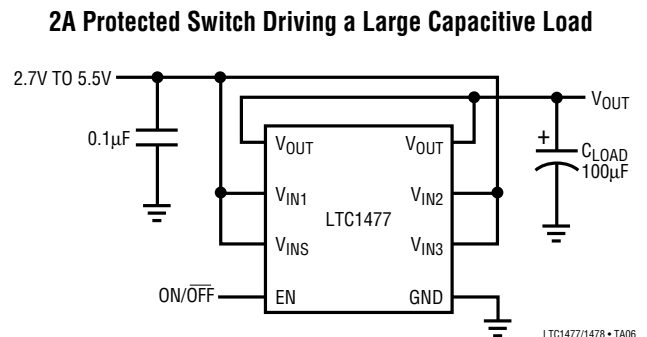 2A Protected Switch Driving a Large Capacitive Load
2.7V TO 5.5V
VOUT
0.1µF
+
CLOAD
100µF
VOUT
VOUT
VIN1
VIN2
LTC1477
VINS
VIN3
ON/OFF
EN
GND
LTC1477/1478 • TA06